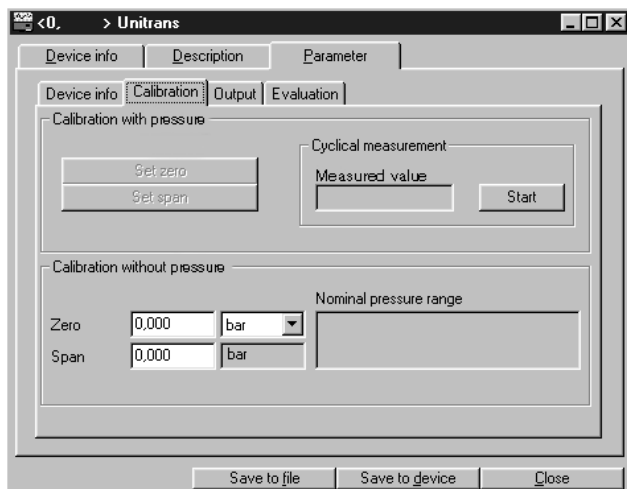 <0, > Unitrans
Device info Description Parameter
Device info Calibration Output Evaluation
Calibration with pressure
Set zero
Set span
Cyclical measurement
Measured value
Start
Calibration without pressure
Nominal pressure range
Zero 0,000 bar
Span 0,000 bar
Save to file Save to device Close